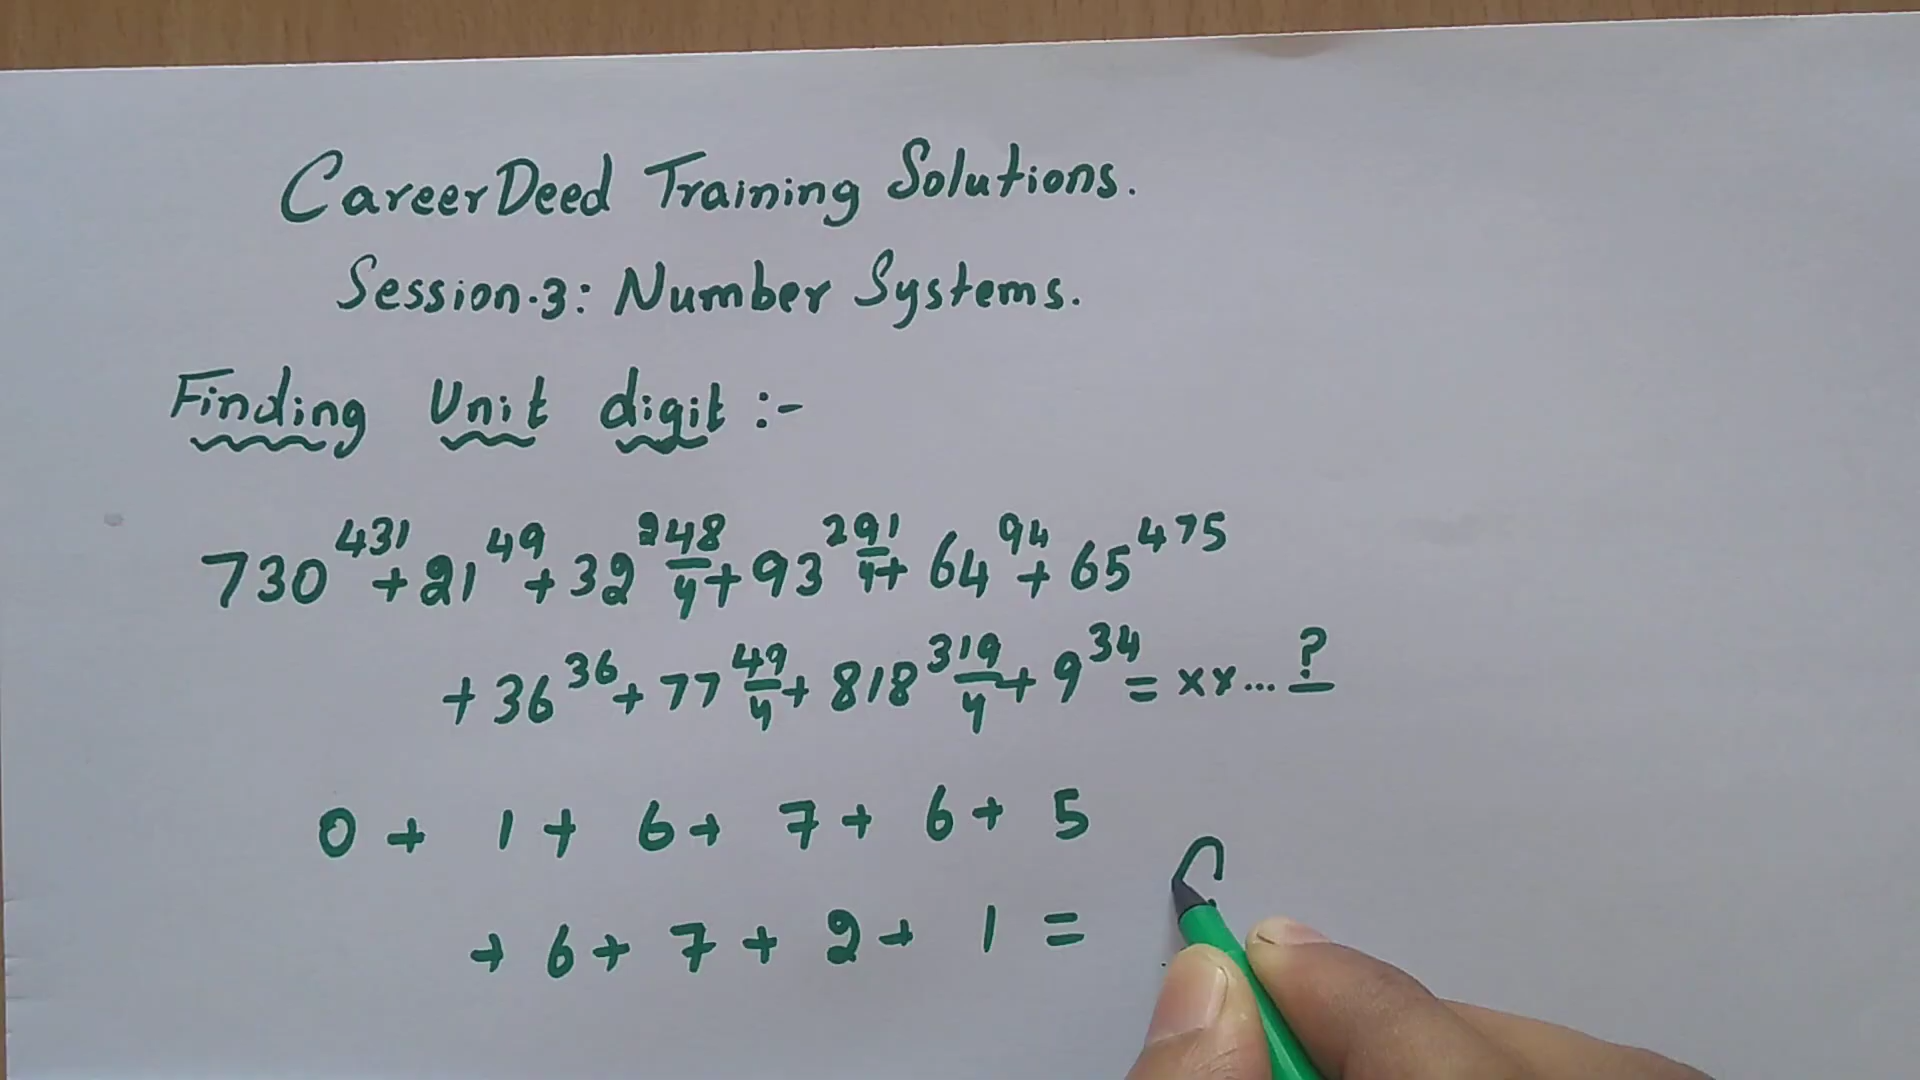 CareerDeed Training Solutions.
Session.3: Number Systems.
Finding Unit digit :-
730^431 + 21^49 + 32^248/4 + 93^291/4 + 64^94 + 65^475
+ 36^36 + 77^49/4 + 818^319/4 + 9^34 = xx... ?
0 + 1 + 6 + 7 + 6 + 5
+ 6 + 7 + 2 + 1 =